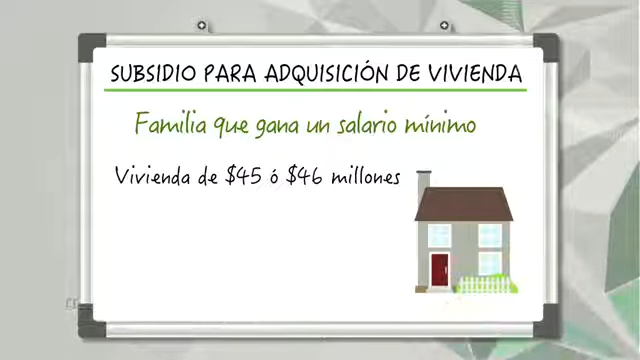 SUBSIDIO PARA ADQUISICIÓN DE VIVIENDA
Familia que gana un salario mínimo
Vivienda de $45 ó $46 millones